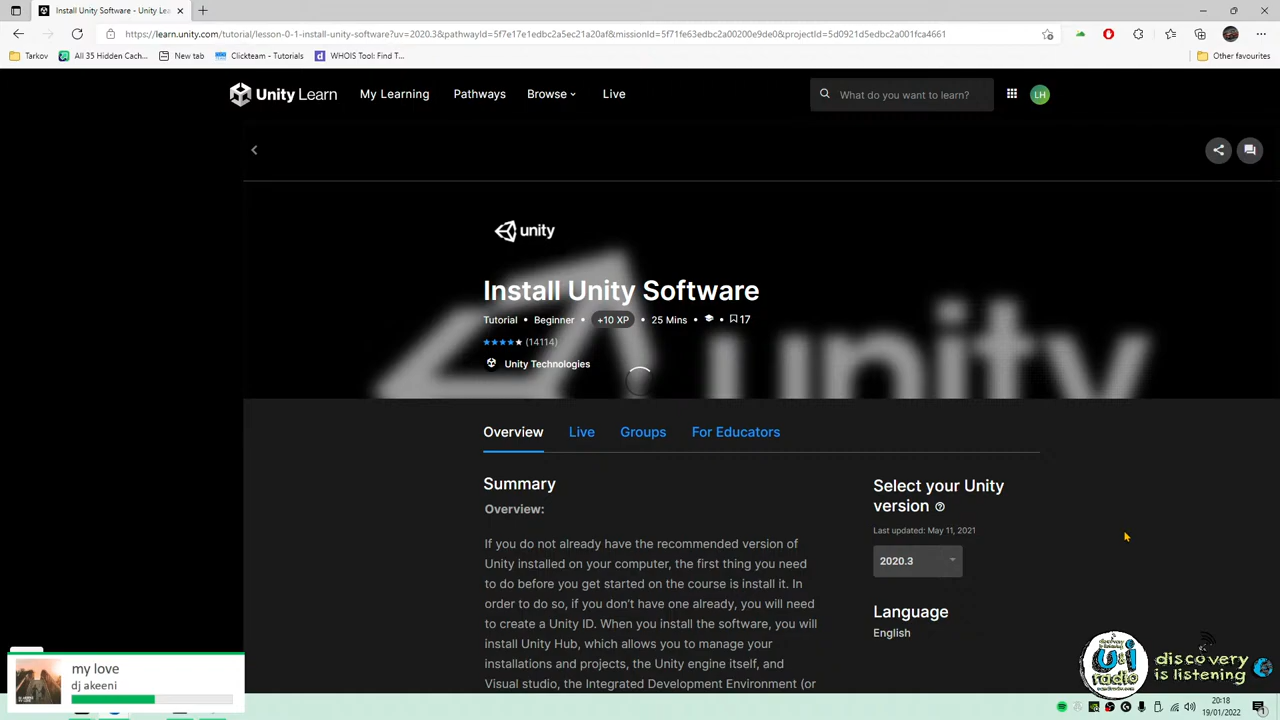 Install Unity Software - Unity Le
https://learn.unity.com/tutorial/lesson-0-1-install-unity-software?uv=2020.3&pathwayId=5f7e17e1edbc2a5ec21a20af&missionId=5f71fe63edbc2a00200e9de0&projectId=5d0921d5edbc2a001fca4661
Tarkov
All 35 Hidden Cach...
New tab
Clickteam - Tutorials
WHOIS Tool: Find T...
Other favourites
Unity Learn
My Learning
Pathways
Browse
Live
What do you want to learn?
LH
unity
Install Unity Software
Tutorial • Beginner • +10 XP • 25 Mins • • 17
(14114)
Unity Technologies
unity
Overview
Live
Groups
For Educators
Summary
Overview:
If you do not already have the recommended version of
Unity installed on your computer, the first thing you need
to do before you get started on the course is install it. In
order to do so, if you don't have one already, you will need
to create a Unity ID. When you install the software, you will
install Unity Hub, which allows you to manage your
installations and projects, the Unity engine itself, and
Visual studio, the Integrated Development Environment (or
Select your Unity
version
Last updated: May 11, 2021
2020.3
Language
English
my love
dj akeeni
discovery
is listening
U&I
radio
discovery
is listening
20:18
19/01/2022